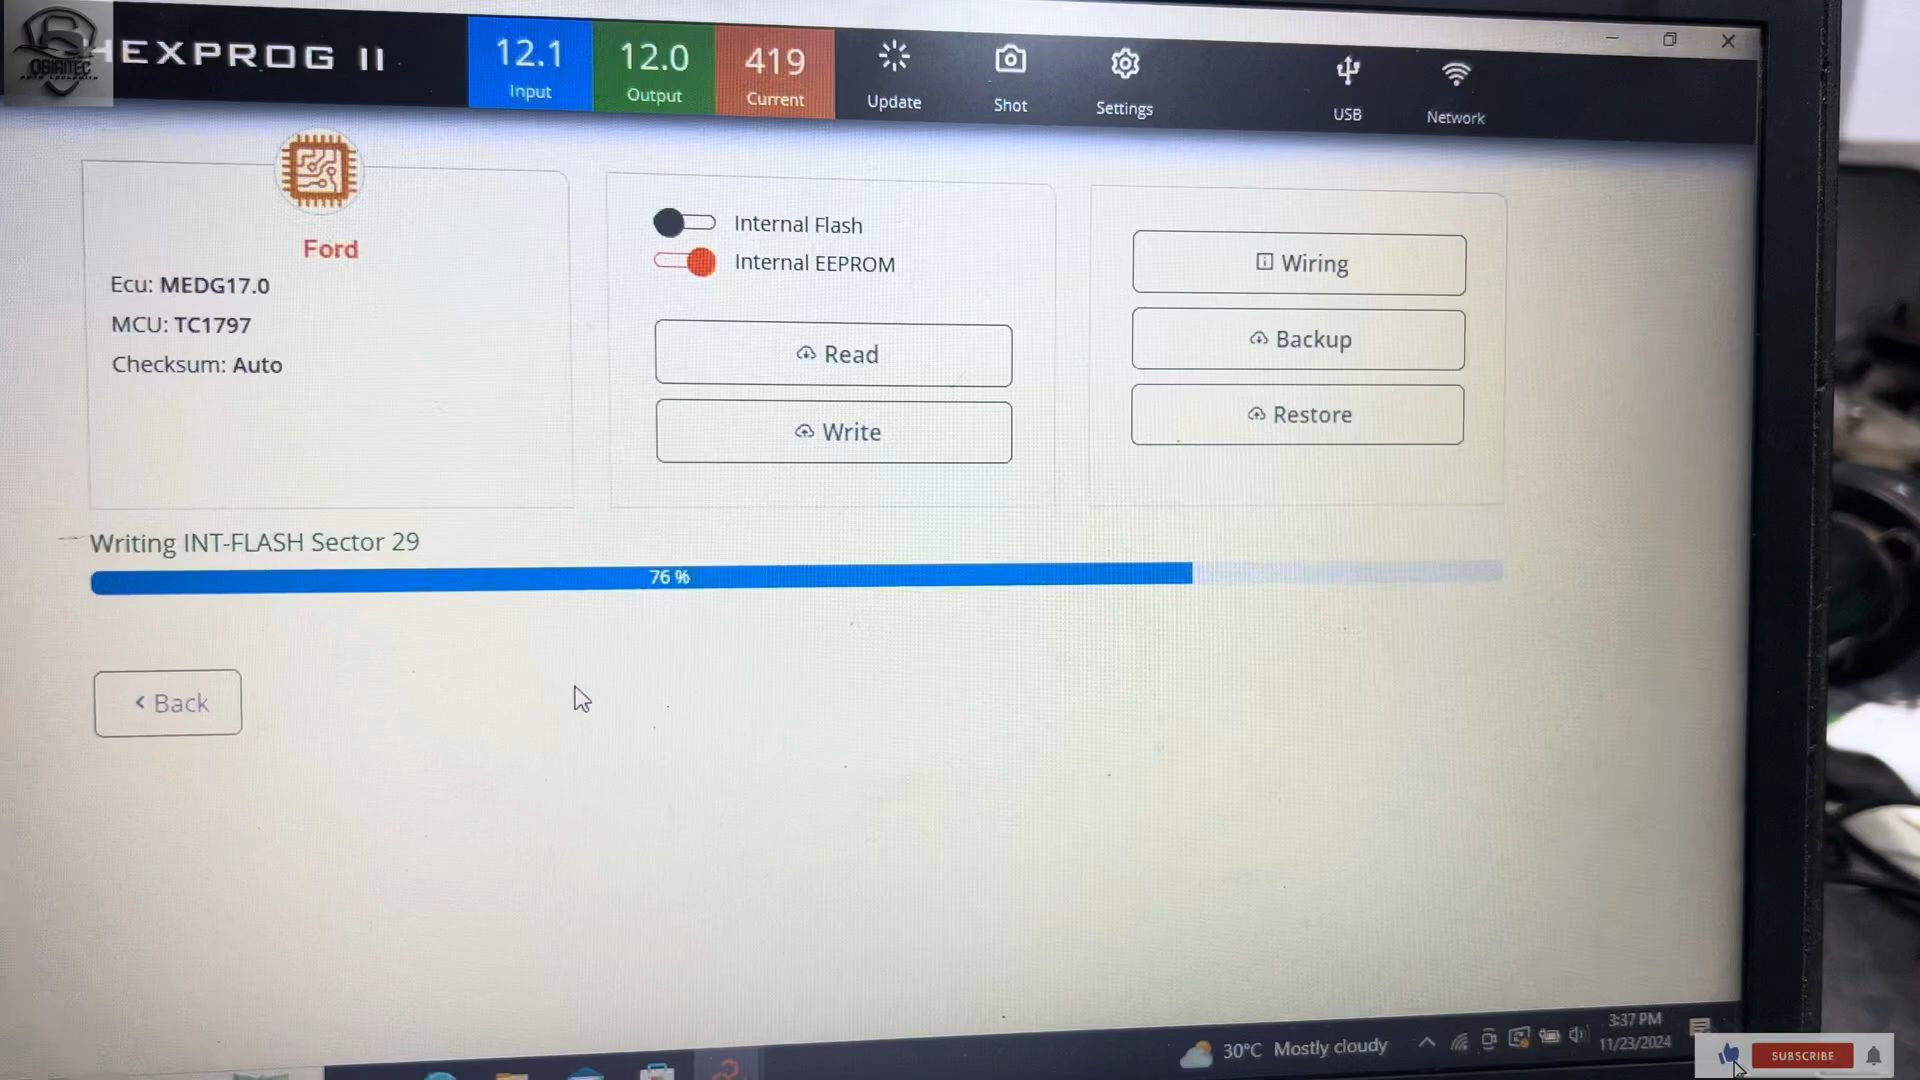 OBIRITEC
HEXPROG II
12.1
Input
12.0
Output
419
Current
Update
Shot
Settings
USB
Network
Ford
Ecu: MEDG17.0
MCU: TC1797
Checksum: Auto
Internal Flash
Internal EEPROM
Read
Write
Wiring
Backup
Restore
Writing INT-FLASH Sector 29
76 %
< Back
30°C Mostly cloudy
3:37 PM
11/23/2024
SUBSCRIBE